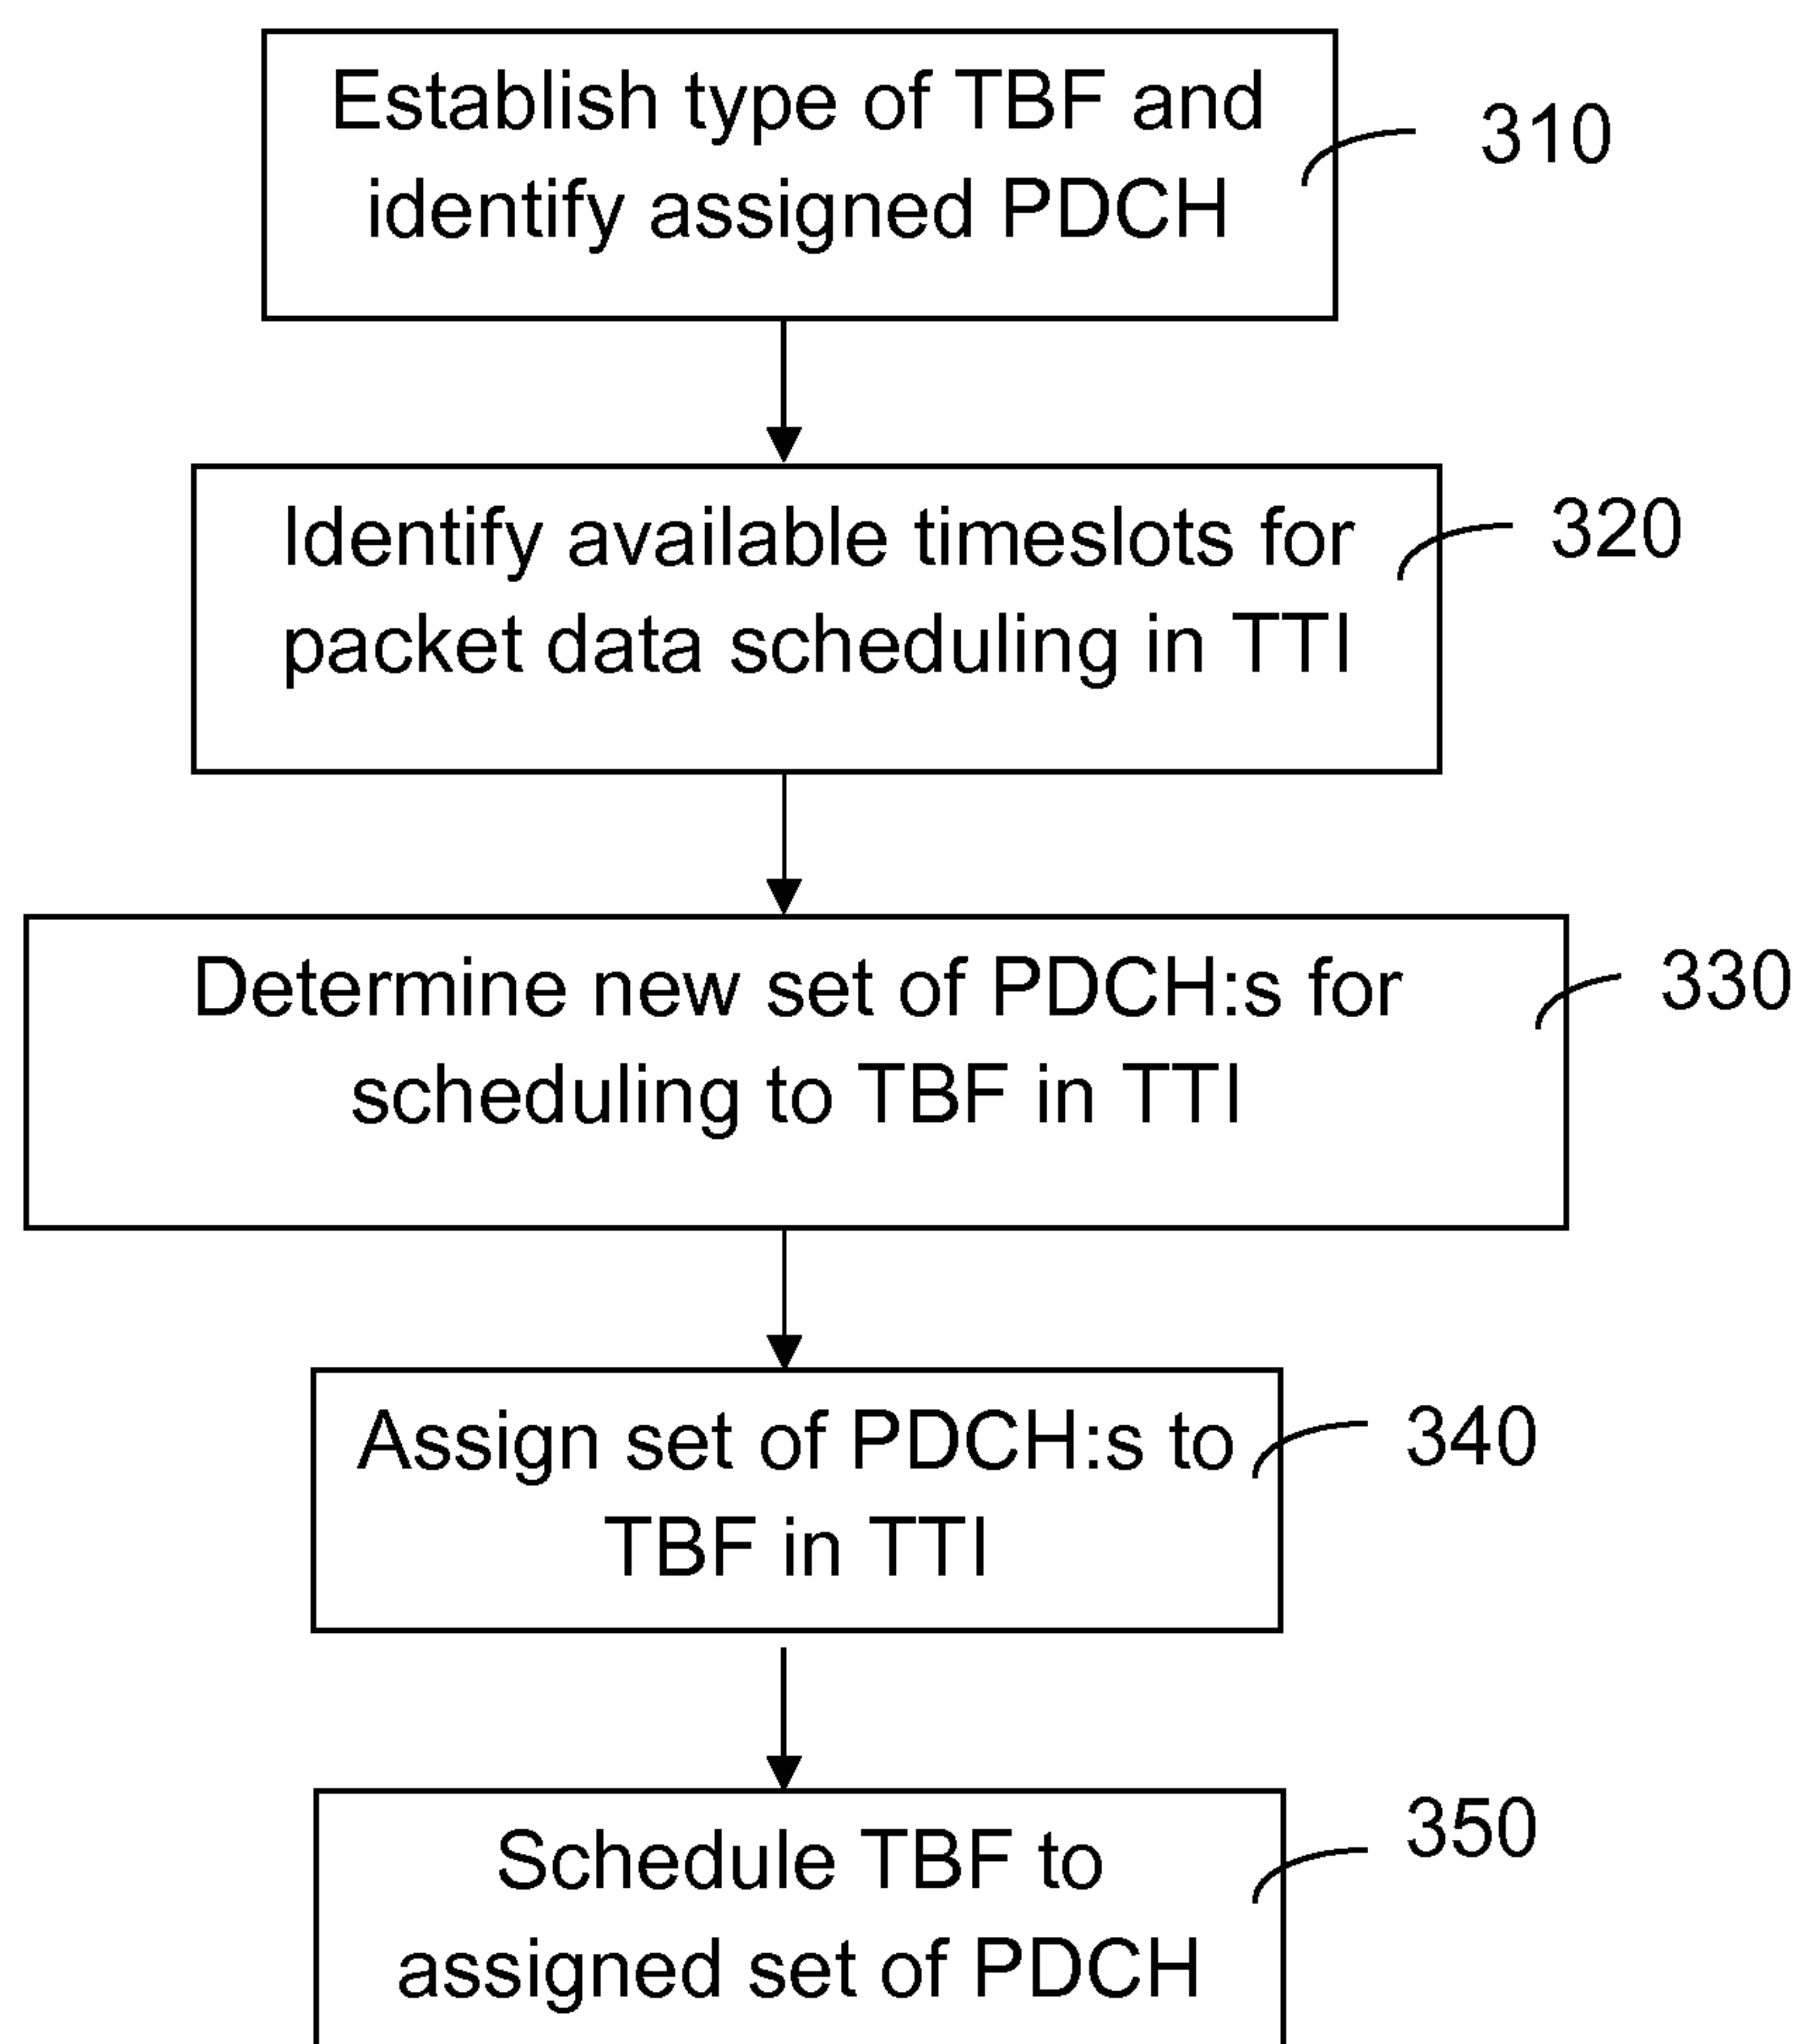 Establish type of TBF and
identify assigned PDCH
310
Identify available timeslots for
packet data scheduling in TTI
320
Determine new set of PDCH:s for
scheduling to TBF in TTI
330
Assign set of PDCH:s to
TBF in TTI
340
Schedule TBF to
assigned set of PDCH
350